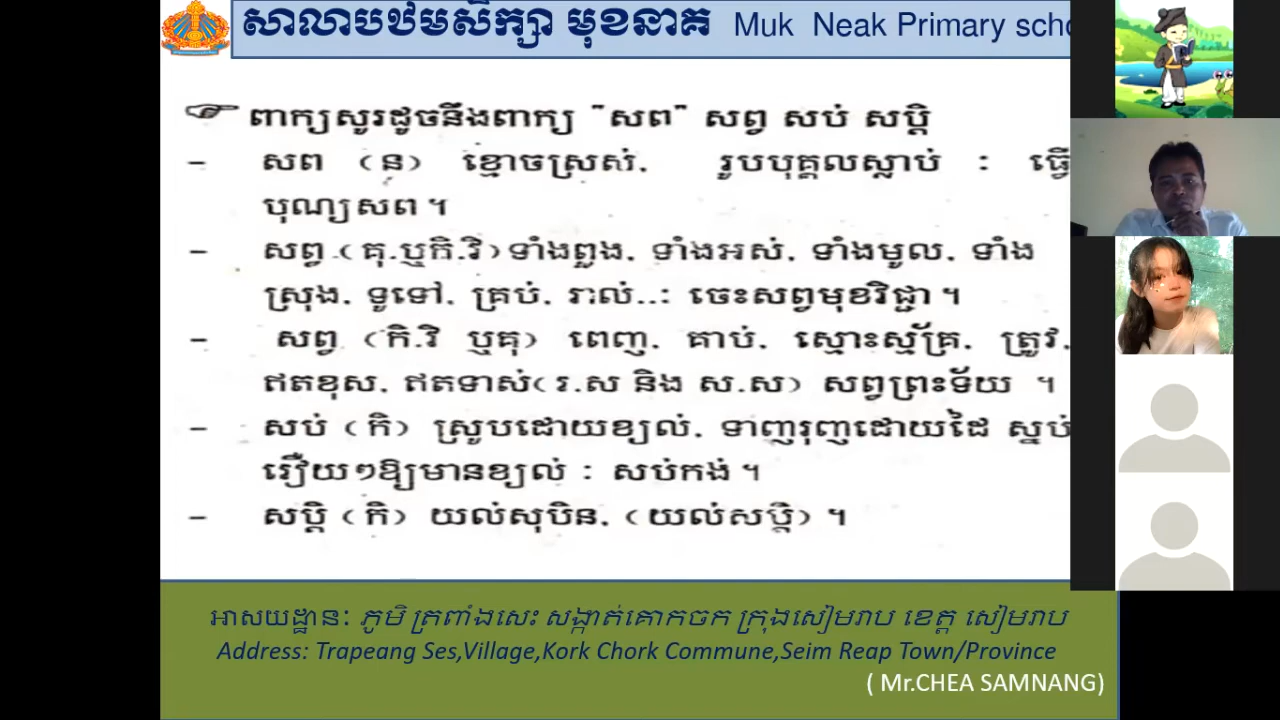 សាលាបឋមសិក្សា មុខនាគ Muk Neak Primary scho
ពាក្យសូរដូចនឹងពាក្យ "សព" សព្វ សប់ សប្តិ
- សព (ន) ខ្មោចស្រស់. រូបបុគ្គលស្លាប់ : ធ្វើ
បុណ្យសព ។
- សព្វ (គុ.ឬកិ.វិ) ទាំងពួង. ទាំងអស់. ទាំងមូល. ទាំង
ស្រុង. ទូទៅ. គ្រប់. រាល់..: ចេះសព្វមុខវិជ្ជា ។
- សព្វ (កិ.វិ ឬគុ) ពេញ. គាប់. ស្មោះស្ម័គ្រ. ត្រូវ.
ឥតខុស. ឥតទាស់(រ.ស និង ស.ស) សព្វព្រះទ័យ ។
- សប់ (កិ) ស្រូបដោយខ្យល់. ទាញរុញដោយដៃ ស្នប់
រឿយៗឱ្យមានខ្យល់ : សប់កង់ ។
- សប្តិ (កិ) យល់សុបិន. (យល់សប្តិ) ។
អាសយដ្ឋាន: ភូមិ ត្រពាំងសេះ សង្កាត់គោកចក ក្រុងសៀមរាប ខេត្ត សៀមរាប
Address: Trapeang Ses,Village,Kork Chork Commune,Seim Reap Town/Province
( Mr.CHEA SAMNANG)